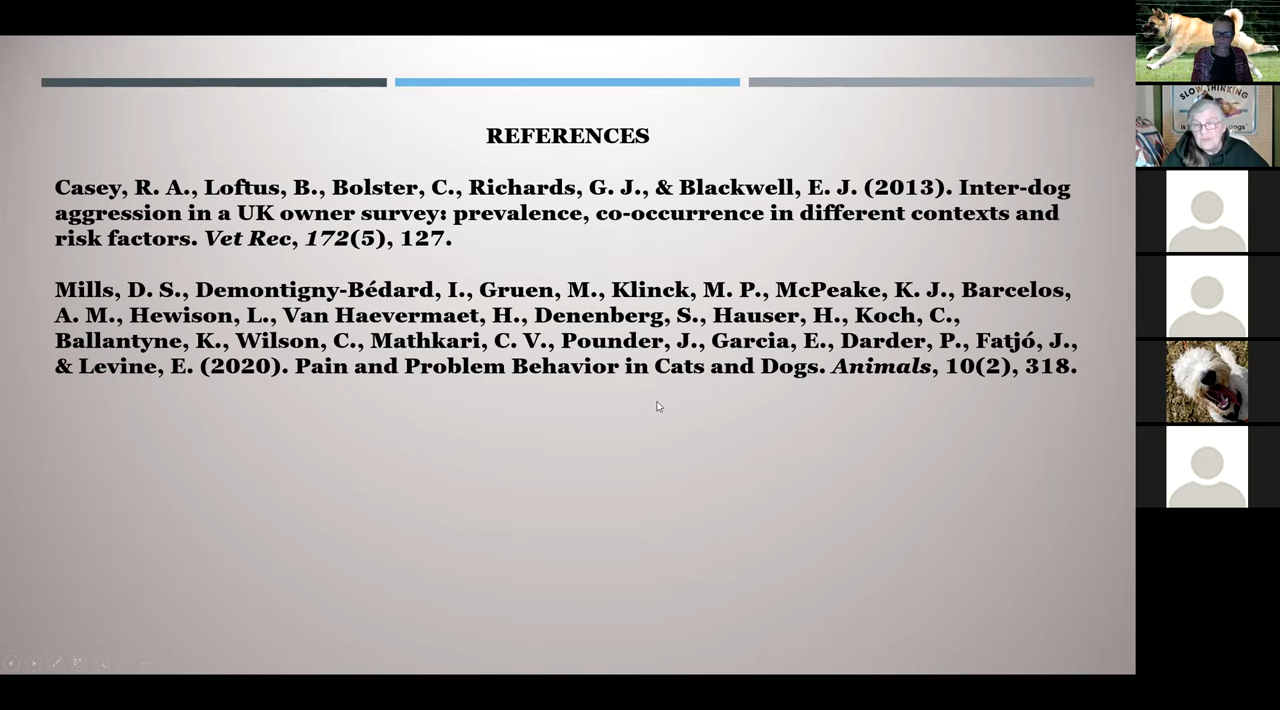 REFERENCES
Casey, R. A., Loftus, B., Bolster, C., Richards, G. J., & Blackwell, E. J. (2013). Inter-dog
aggression in a UK owner survey: prevalence, co-occurrence in different contexts and
risk factors. Vet Rec, 172(5), 127.
Mills, D. S., Demontigny-Bédard, I., Gruen, M., Klinck, M. P., McPeake, K. J., Barcelos,
A. M., Hewison, L., Van Haevermaet, H., Denenberg, S., Hauser, H., Koch, C.,
Ballantyne, K., Wilson, C., Mathkari, C. V., Pounder, J., Garcia, E., Darder, P., Fatjó, J.,
& Levine, E. (2020). Pain and Problem Behavior in Cats and Dogs. Animals, 10(2), 318.
SLOW THINKING
is dogs